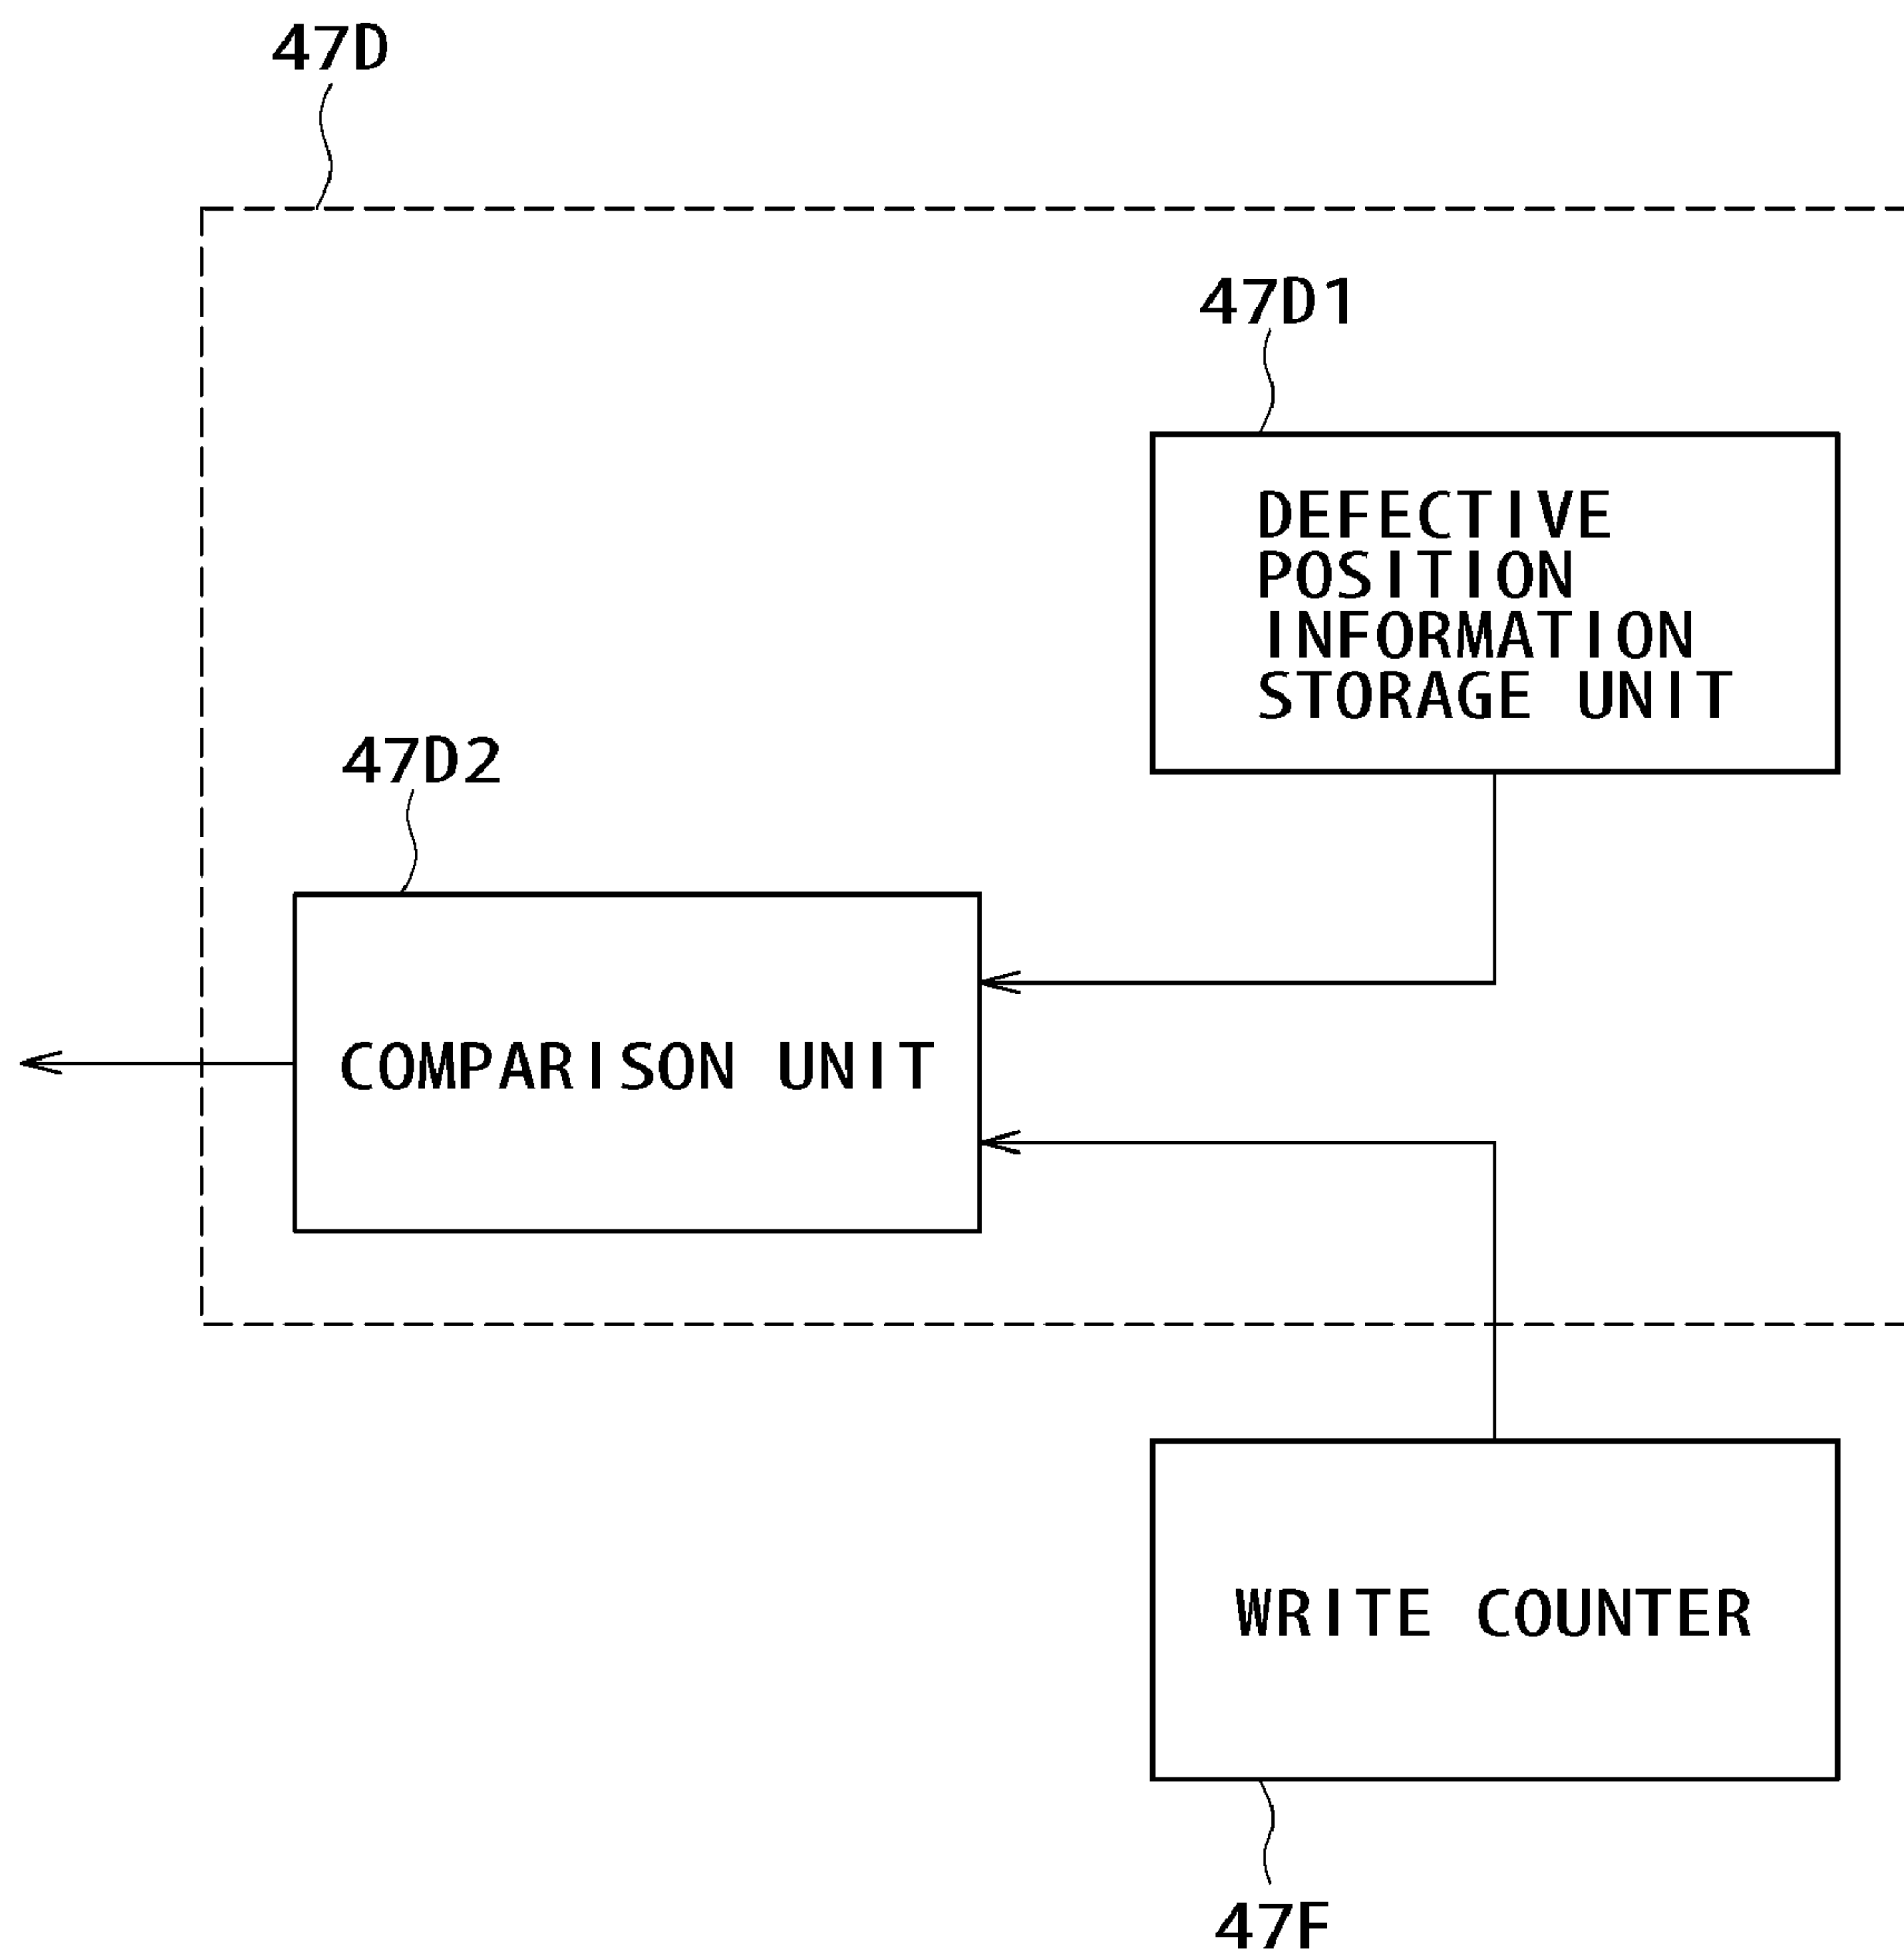 47D
47D1
DEFECTIVE
POSITION
INFORMATION
STORAGE UNIT
47D2
COMPARISON UNIT
WRITE COUNTER
47F